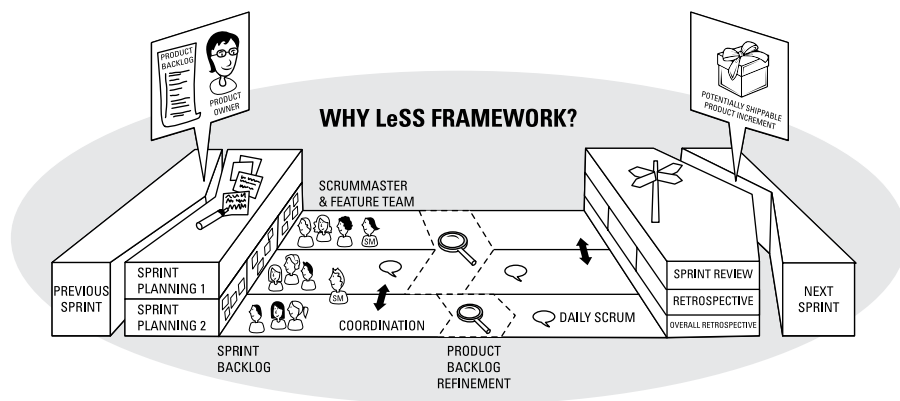 PRODUCT
BACKLOG
PRODUCT
OWNER
WHY LeSS FRAMEWORK?
POTENTIALLY SHIPPABLE
PRODUCT INCREMENT
SCRUMMASTER
& FEATURE TEAM
SM
SM
PREVIOUS
SPRINT
SPRINT
PLANNING 1
SPRINT
PLANNING 2
SPRINT
BACKLOG
COORDINATION
PRODUCT
BACKLOG
REFINEMENT
DAILY SCRUM
SPRINT REVIEW
RETROSPECTIVE
OVERALL RETROSPECTIVE
NEXT
SPRINT